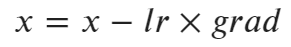 x = x − lr × grad